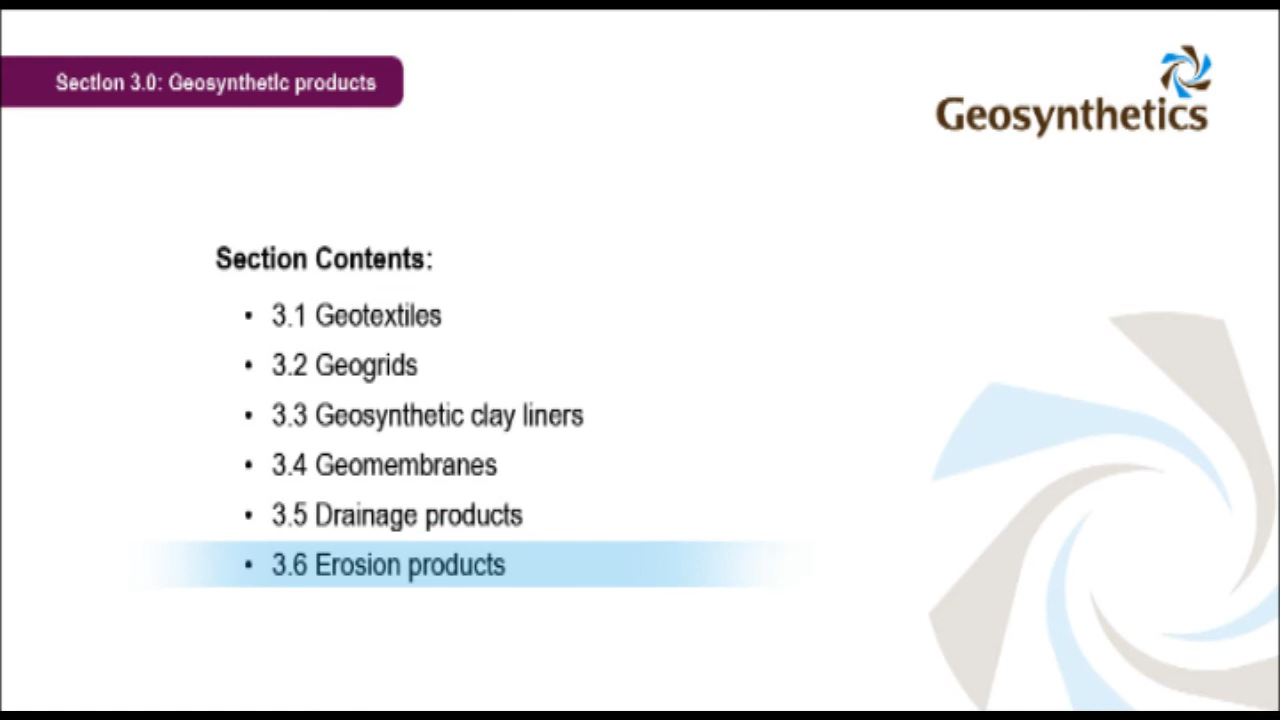 Section 3.0: Geosynthetic products
Geosynthetics
Section Contents:
• 3.1 Geotextiles
• 3.2 Geogrids
• 3.3 Geosynthetic clay liners
• 3.4 Geomembranes
• 3.5 Drainage products
• 3.6 Erosion products